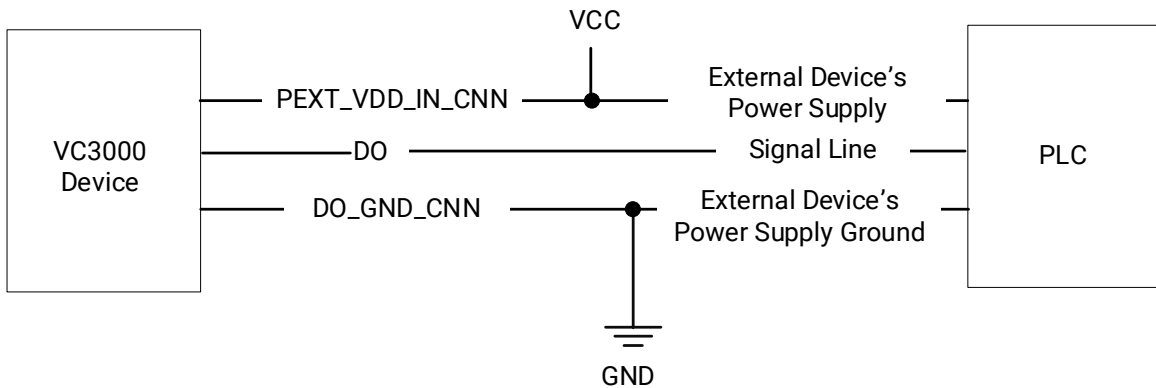 VCC
PEXT_VDD_IN_CNN
External Device’s
Power Supply
VC3000
Device
DO
Signal Line
PLC
DO_GND_CNN
External Device’s
Power Supply Ground
GND